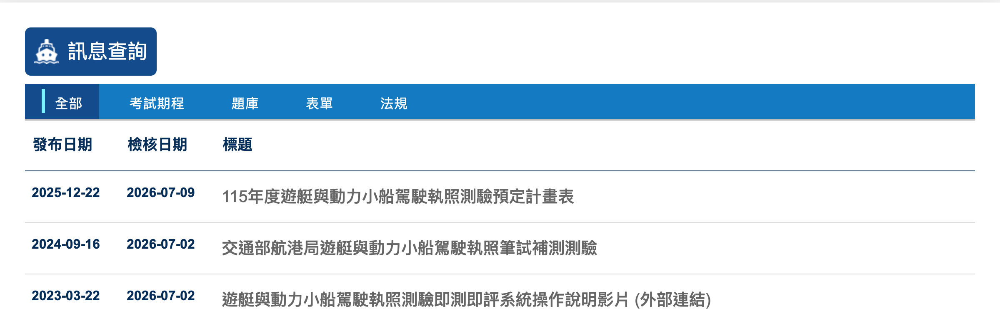 訊息查詢
全部 考試期程 題庫 表單 法規
發布日期 檢核日期 標題
2025-12-22 2026-07-09 115年度遊艇與動力小船駕駛執照測驗預定計畫表
2024-09-16 2026-07-02 交通部航港局遊艇與動力小船駕駛執照筆試補測測驗
2023-03-22 2026-07-02 遊艇與動力小船駕駛執照測驗即測即評系統操作說明影片 (外部連結)